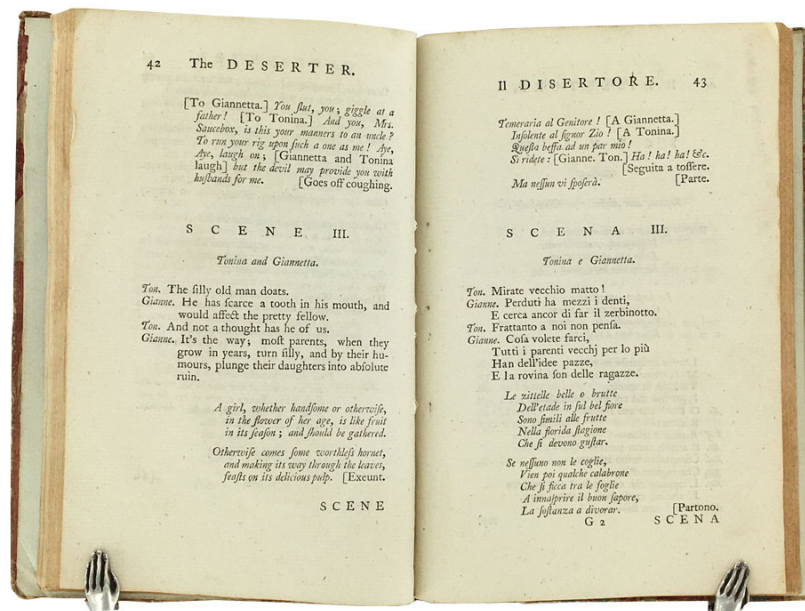 42 The DESERTER.
[To Giannetta.] You ſlut, you; giggle at a
father! [To Tonina.] And you, Mrs.
Saucebox, is this your manners to an uncle?
To run your rig upon ſuch a one as me! Aye,
Aye, laugh on; [Giannetta and Tonina
laugh] but the devil may provide you with
huſbands for me. [Goes off coughing.
SCENE III.
Tonina and Giannetta.
Ton. The ſilly old man doats.
Gianne. He has ſcarce a tooth in his mouth, and
would affect the pretty fellow.
Ton. And not a thought has he of us.
Gianne. It's the way; moſt parents, when they
grow in years, turn ſilly, and by their hu-
mours, plunge their daughters into abſolute
ruin.
A girl, whether handſome or otherwiſe,
in the flower of her age, is like fruit
in its ſeaſon; and ſhould be gathered.
Otherwiſe comes ſome worthleſs hornet,
and making its way through the leaves,
feaſts on its delicious pulp. [Exeunt.
SCENE
Il DISERTORE. 43
Temeraria al Genitore! [A Giannetta.]
Inſolente al ſignor Zio! [A Tonina.]
Queſta beffa ad un par mio!
Si ridete: [Gianne. Ton.] Ha! ha! ha! &c.
[Seguita a toſſere.
Ma neſſun vi ſpoſerà. [Parte.
SCENA III.
Tonina e Giannetta.
Ton. Mirate vecchio matto!
Gianne. Perduti ha mezzi i denti,
E cerca ancor di far il zerbinotto.
Ton. Frattanto a noi non penſa.
Gianne. Coſa volete farci,
Tutti i parenti vecchj per lo più
Han dell'idee pazze,
E la rovina ſon delle ragazze.
Le zittelle belle o brutte
Dell'etade in ſul bel fiore
Sono ſimili alle frutte
Nella florida ſtagione
Che ſi devono guſtar.
Se neſſuno non le coglie,
Vien poi qualche calabrone
Che ſi ficca tra le foglie
A innaſprire il buon ſapore,
La ſoſtanza a divorar. [Partono.
G 2 SCENA